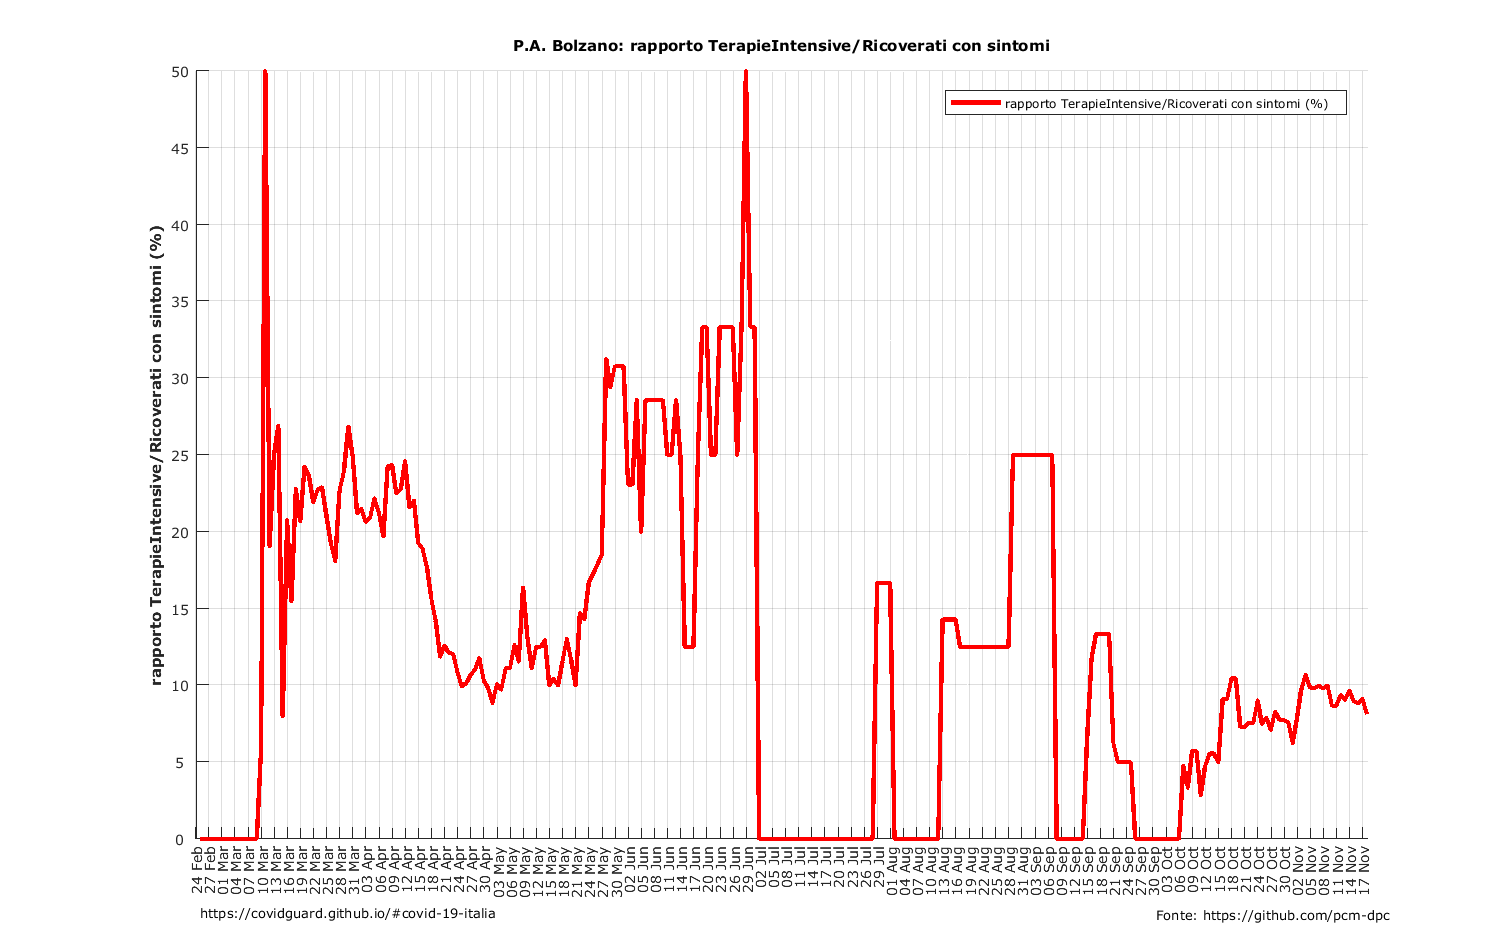 P.A. Bolzano: rapporto TerapieIntensive/Ricoverati con sintomi
rapporto TerapieIntensive/Ricoverati con sintomi (%)
rapporto TerapieIntensive/Ricoverati con sintomi (%)
50
45
40
35
30
25
20
15
10
5
0
24 Feb
27 Feb
01 Mar
04 Mar
07 Mar
10 Mar
13 Mar
16 Mar
19 Mar
22 Mar
25 Mar
28 Mar
31 Mar
03 Apr
06 Apr
09 Apr
12 Apr
15 Apr
18 Apr
21 Apr
24 Apr
27 Apr
30 Apr
03 May
06 May
09 May
12 May
15 May
18 May
21 May
24 May
27 May
30 May
02 Jun
05 Jun
08 Jun
11 Jun
14 Jun
17 Jun
20 Jun
23 Jun
26 Jun
29 Jun
02 Jul
05 Jul
08 Jul
11 Jul
14 Jul
17 Jul
20 Jul
23 Jul
26 Jul
29 Jul
01 Aug
04 Aug
07 Aug
10 Aug
13 Aug
16 Aug
19 Aug
22 Aug
25 Aug
28 Aug
31 Aug
03 Sep
06 Sep
09 Sep
12 Sep
15 Sep
18 Sep
21 Sep
24 Sep
27 Sep
30 Sep
03 Oct
06 Oct
09 Oct
12 Oct
15 Oct
18 Oct
21 Oct
24 Oct
27 Oct
30 Oct
02 Nov
05 Nov
08 Nov
11 Nov
14 Nov
17 Nov
https://covidguard.github.io/#covid-19-italia
Fonte: https://github.com/pcm-dpc